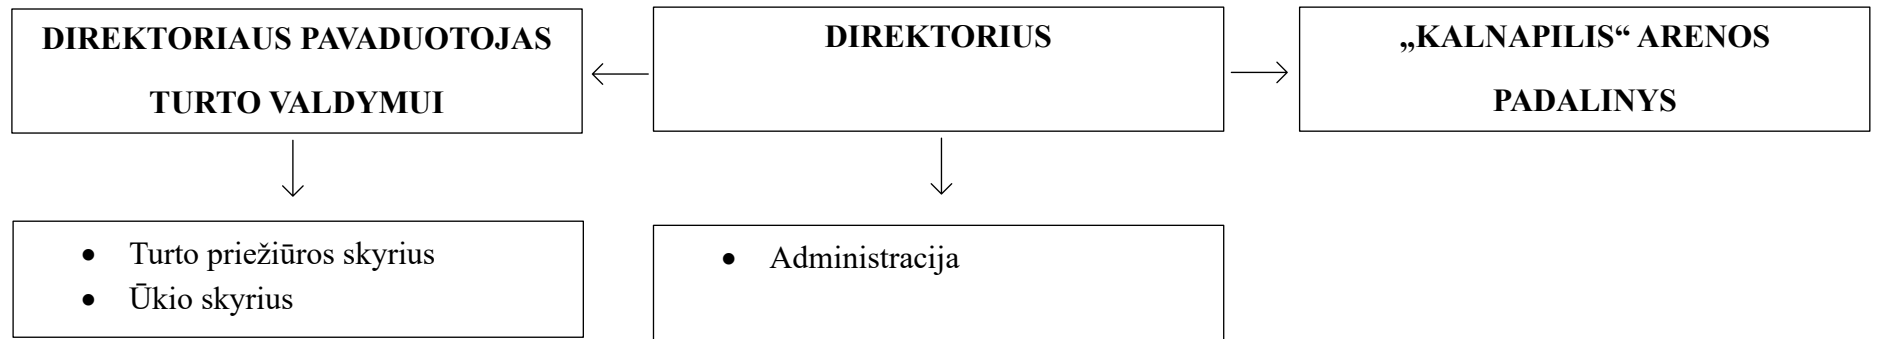 DIREKTORIAUS PAVADUOTOJAS
TURTO VALDYMUI
DIREKTORIUS
„KALNAPILIS“ ARENOS
PADALINYS
• Turto priežiūros skyrius
• Ūkio skyrius
• Administracija